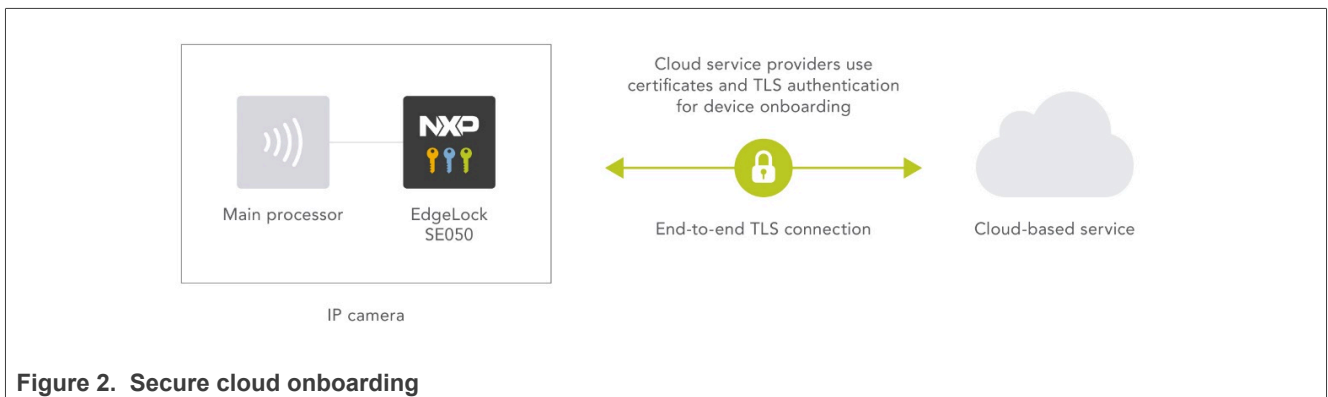 Cloud service providers use
certificates and TLS authentication
for device onboarding
NXP
Main processor
EdgeLock
SE050
End-to-end TLS connection
Cloud-based service
IP camera
Figure 2. Secure cloud onboarding